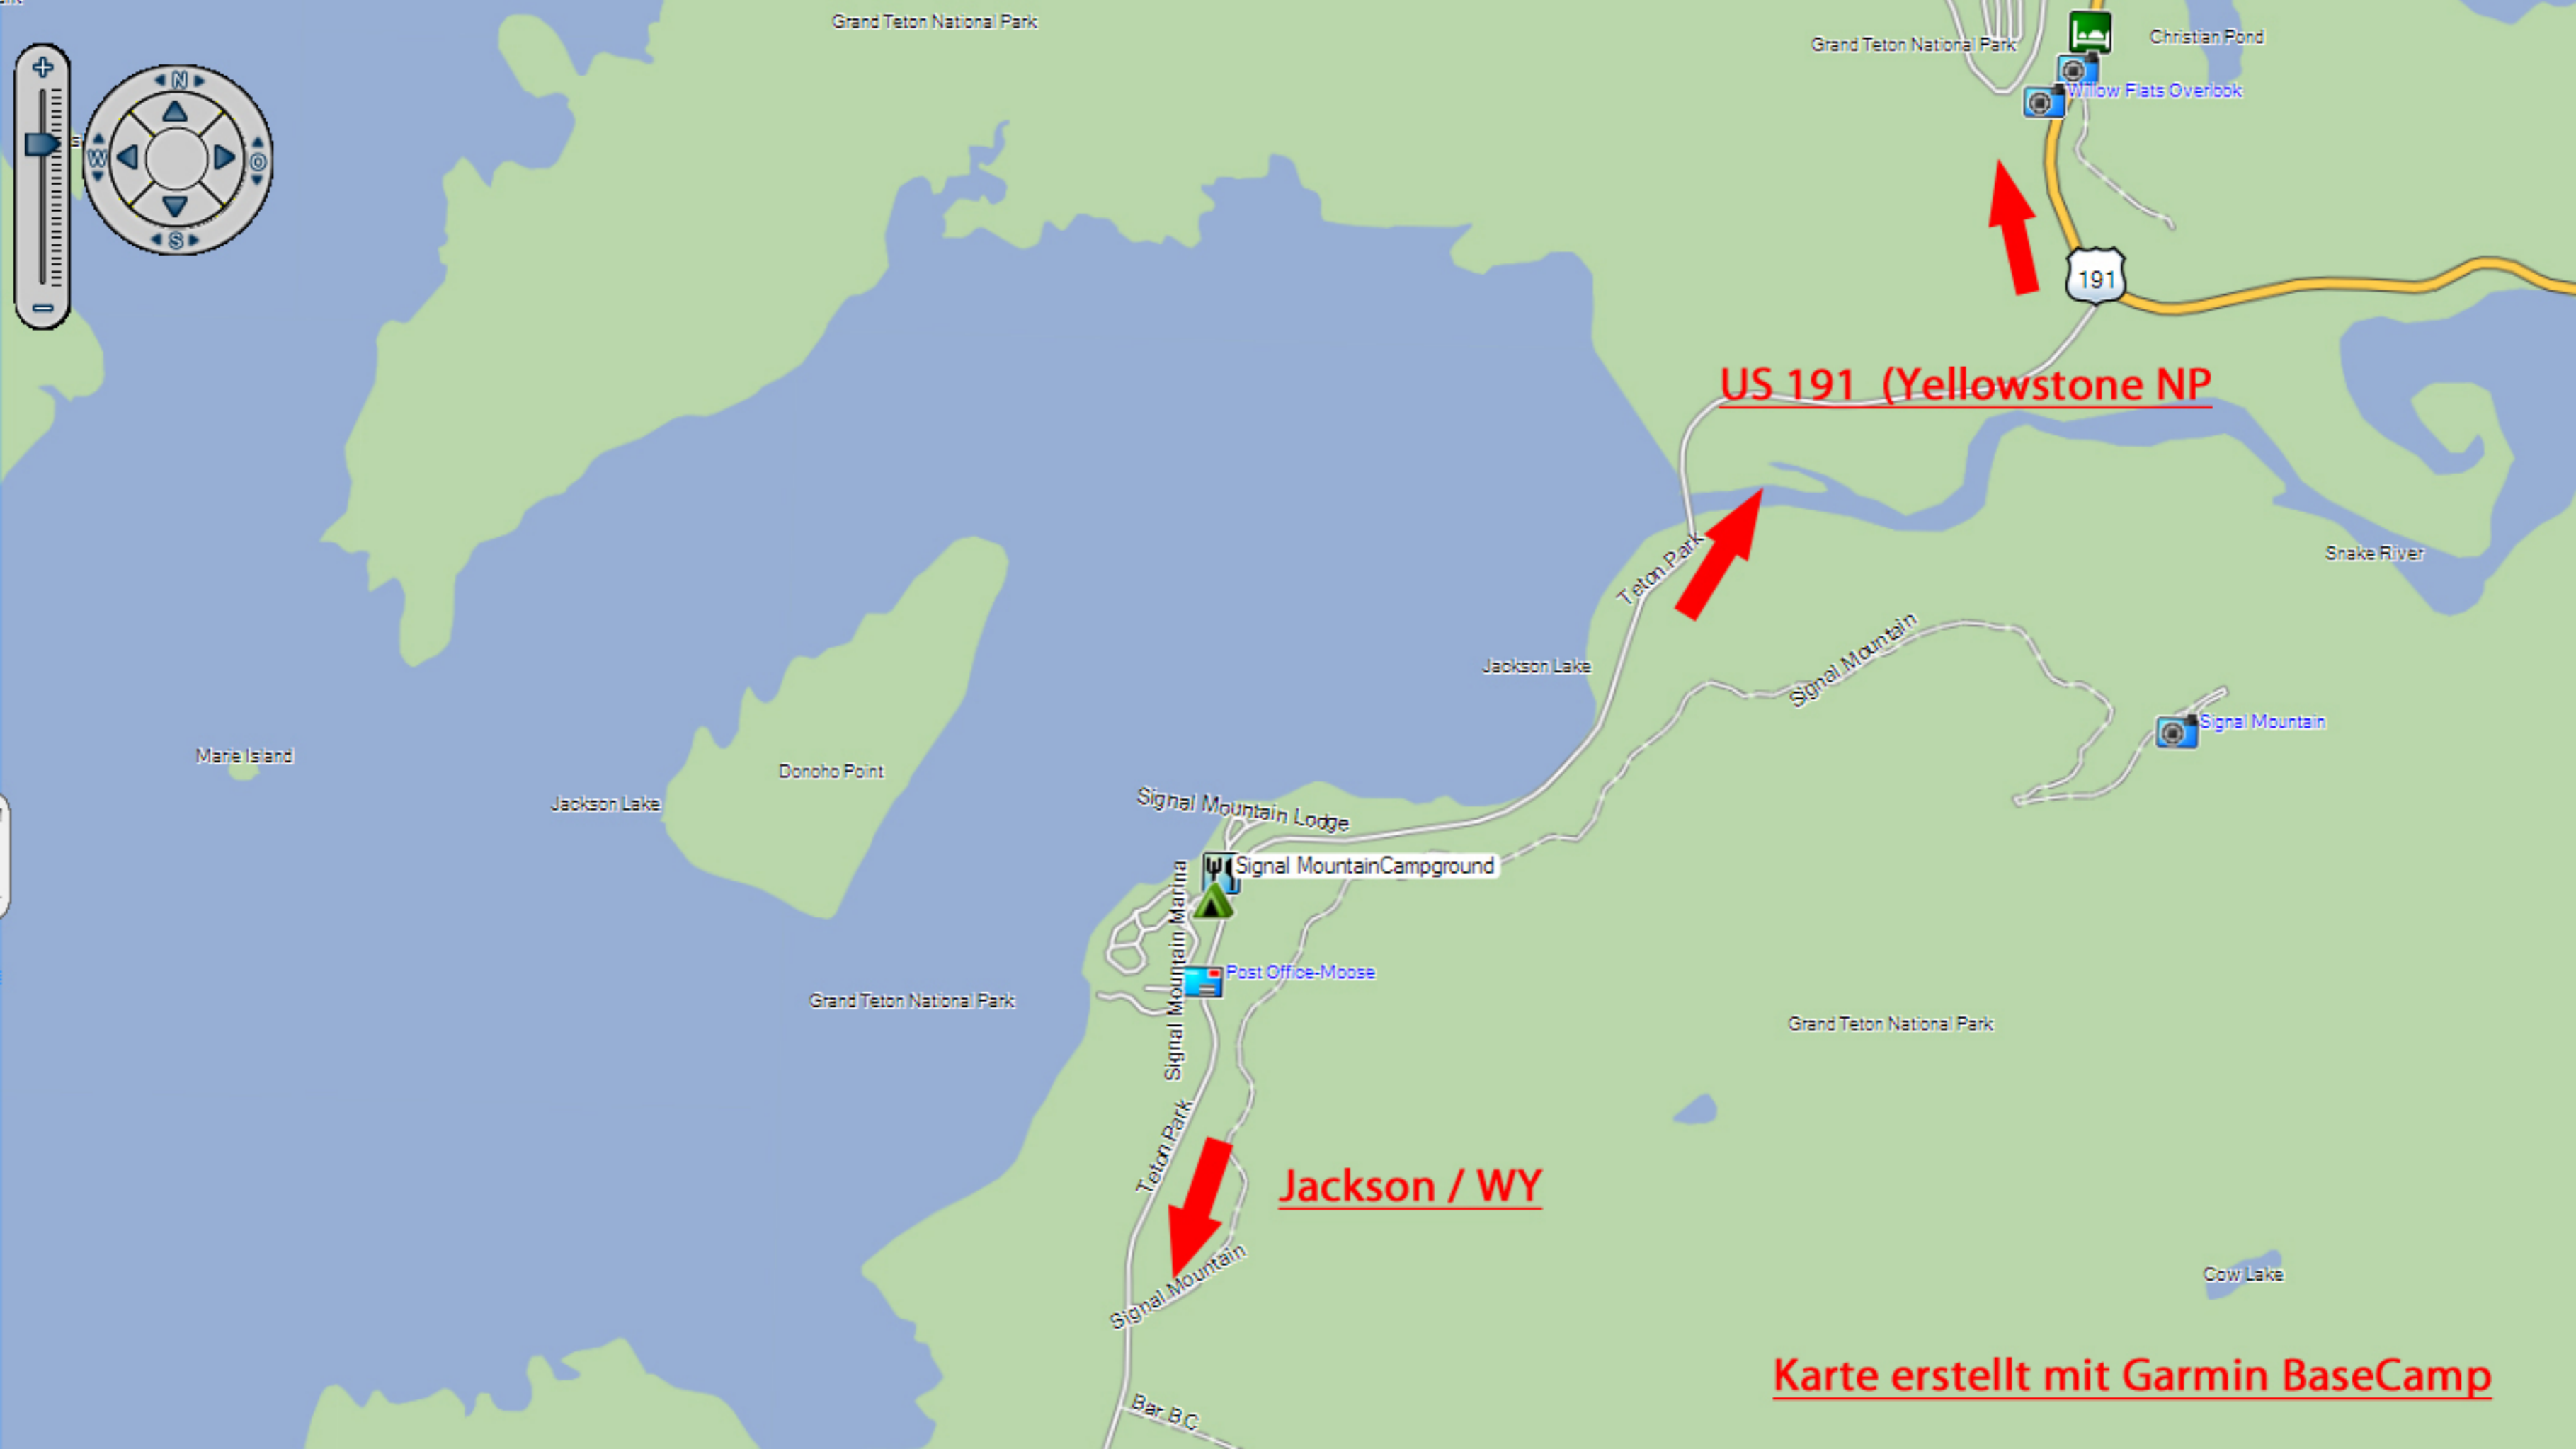 Grand Teton National Park
Grand Teton National Park
Christian Pond
Willow Flats Overlook
N
W
O
S
191
US 191 (Yellowstone NP
Teton Park
Snake River
Signal Mountain
Jackson Lake
Signal Mountain
Marie Island
Donoho Point
Jackson Lake
Signal Mountain Lodge
Signal MountainCampground
Signal Mountain Marina
Post Office-Moose
Grand Teton National Park
Grand Teton National Park
Teton Park
Jackson / WY
Signal Mountain
Cow Lake
Karte erstellt mit Garmin BaseCamp
Bar B C